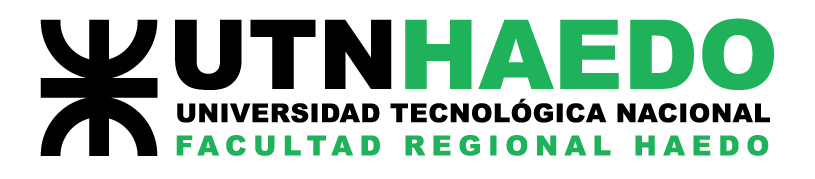 UTNHAEDO
UNIVERSIDAD TECNOLÓGICA NACIONAL
FACULTAD REGIONAL HAEDO